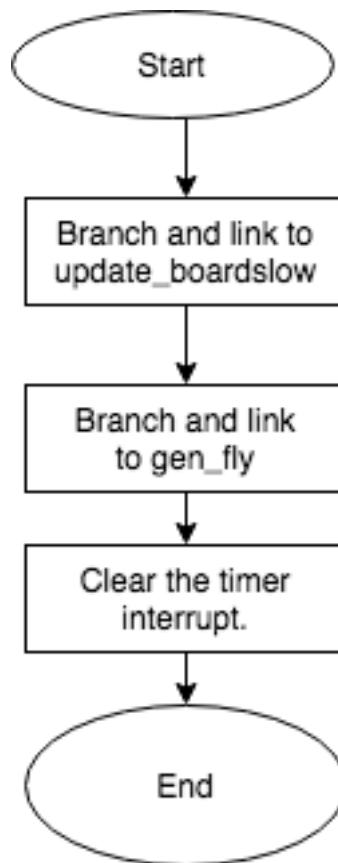 Start
Branch and link to
update_boardslow
Branch and link
to gen_fly
Clear the timer
interrupt.
End